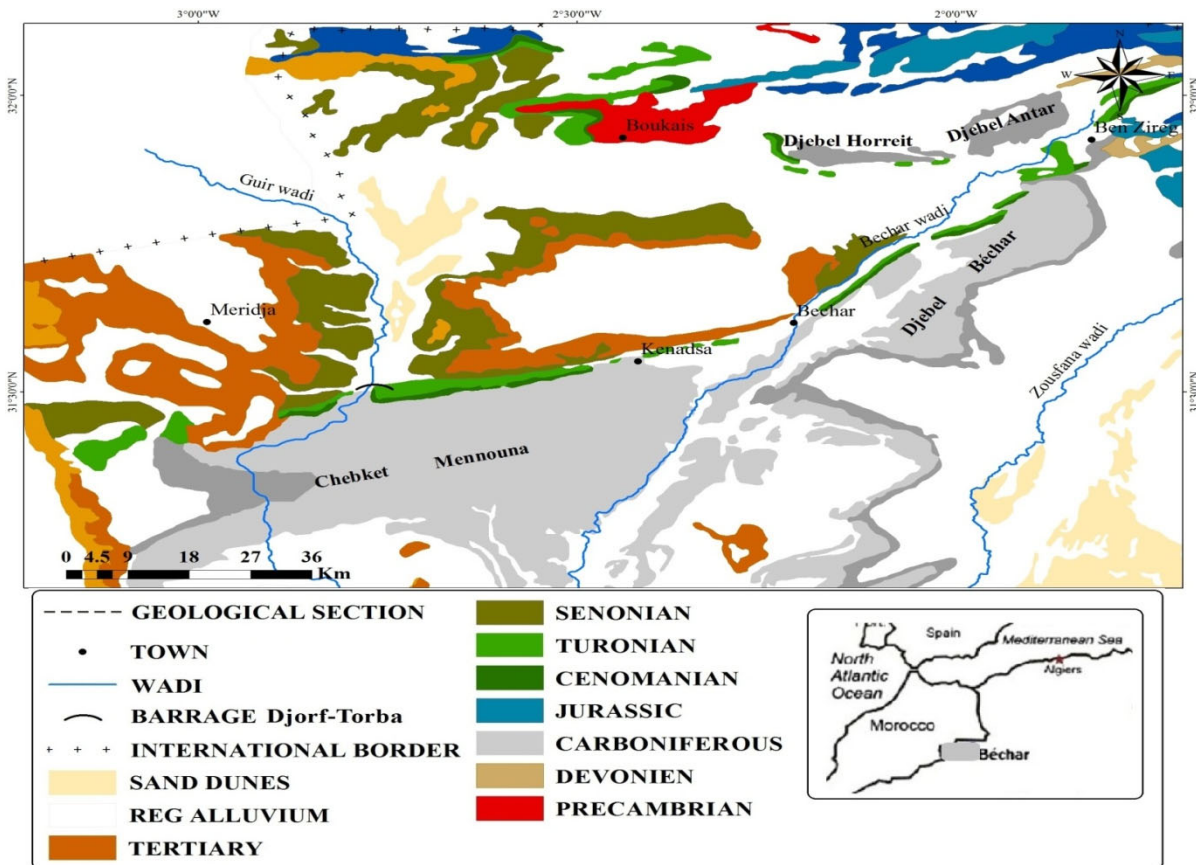 3°0'0"W
2°30'0"W
2°0'0"W
32°0'0"N
N
W
E
Boukais
Djebel Horreit
Djebel Antar
Ben Zireg
Guir wadi
Bechar wadj
Béchar
Djebel
Meridja
Bechar
Kenadsa
Zousfana wadi
31°30'0"N
Mennouna
Chebket
0 4.5 9 18 27 36
Km
GEOLOGICAL SECTION
TOWN
WADI
BARRAGE Djorf-Torba
INTERNATIONAL BORDER
SAND DUNES
REG ALLUVIUM
TERTIARY
SENONIAN
TURONIAN
CENOMANIAN
JURASSIC
CARBONIFEROUS
DEVONIEN
PRECAMBRIAN
Spain
Mediterranean Sea
North
Atlantic
Ocean
Algiers
Morocco
Béchar